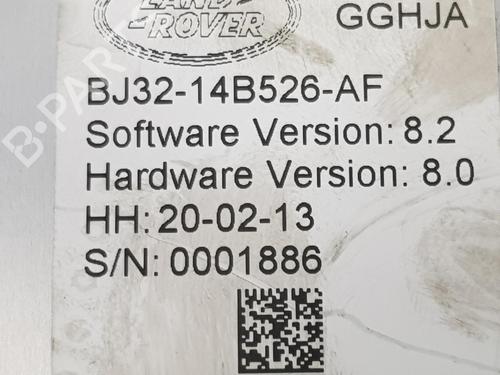 LAND
ROVER
GGHJA
BJ32-14B526-AF
Software Version: 8.2
Hardware Version: 8.0
HH: 20-02-13
S/N: 0001886
B-PARTS